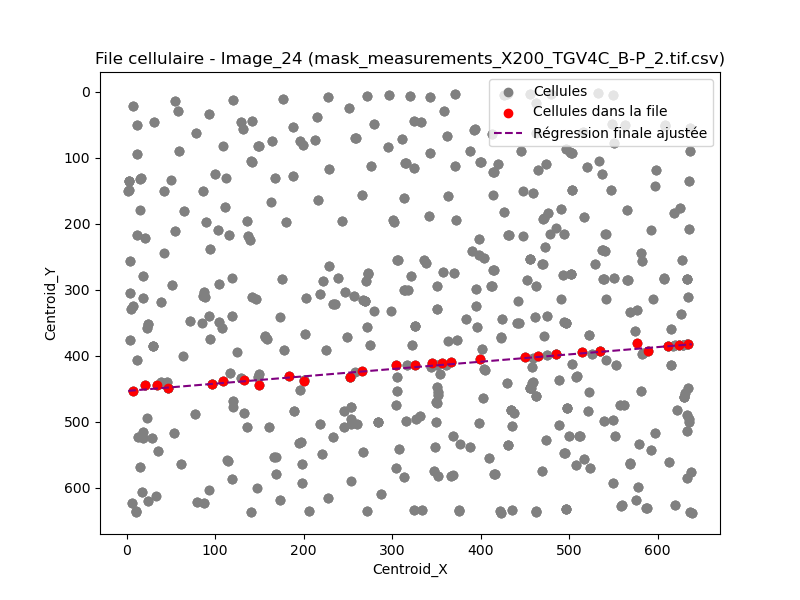 File cellulaire - Image_24 (mask_measurements_X200_TGV4C_B-P_2.tif.csv)
Cellules
Cellules dans la file
Régression finale ajustée
0
100
200
300
400
500
600
Centroid_Y
0 100 200 300 400 500 600
Centroid_X